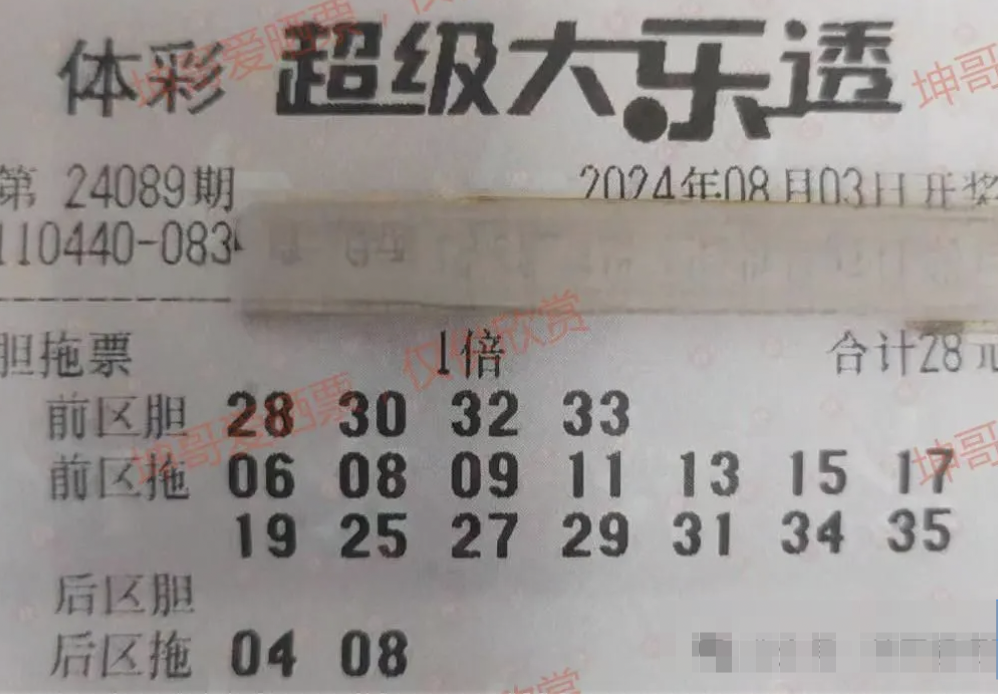 体彩 超级大乐透
第 24089期 2024年08月03日开奖
110440-083
胆拖票 1倍 合计28元
前区胆 28 30 32 33
前区拖 06 08 09 11 13 15 17
19 25 27 29 31 34 35
后区胆
后区拖 04 08
坤哥爱晒票，仅供欣赏